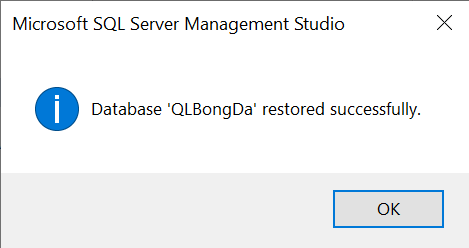 Microsoft SQL Server Management Studio
Database 'QLBongDa' restored successfully.
OK